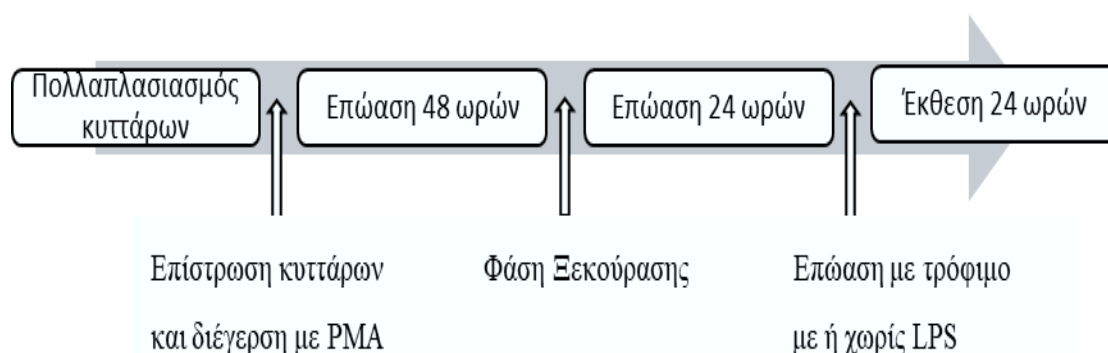 Πολλαπλασιασμός
κυττάρων
Επώαση 48 ωρών
Επώαση 24 ωρών
Έκθεση 24 ωρών
Επίστρωση κυττάρων
και διέγερση με PMA
Φάση Ξεκούρασης
Επώαση με τρόφιμο
με ή χωρίς LPS